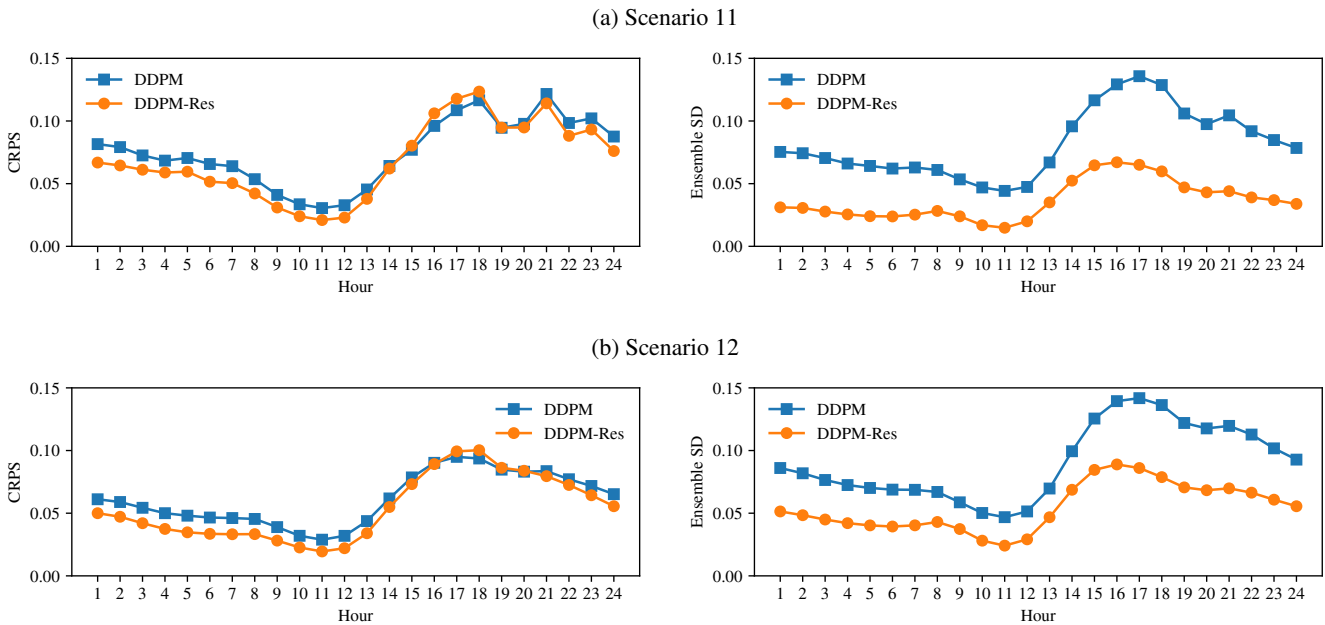 (a) Scenario 11
0.15
0.10
0.05
0.00
CRPS
DDPM
DDPM-Res
1 2 3 4 5 6 7 8 9 10 11 12 13 14 15 16 17 18 19 20 21 22 23 24
Hour
0.15
0.10
0.05
0.00
Ensemble SD
DDPM
DDPM-Res
1 2 3 4 5 6 7 8 9 10 11 12 13 14 15 16 17 18 19 20 21 22 23 24
Hour
(b) Scenario 12
0.15
0.10
0.05
0.00
CRPS
DDPM
DDPM-Res
1 2 3 4 5 6 7 8 9 10 11 12 13 14 15 16 17 18 19 20 21 22 23 24
Hour
0.15
0.10
0.05
0.00
Ensemble SD
DDPM
DDPM-Res
1 2 3 4 5 6 7 8 9 10 11 12 13 14 15 16 17 18 19 20 21 22 23 24
Hour